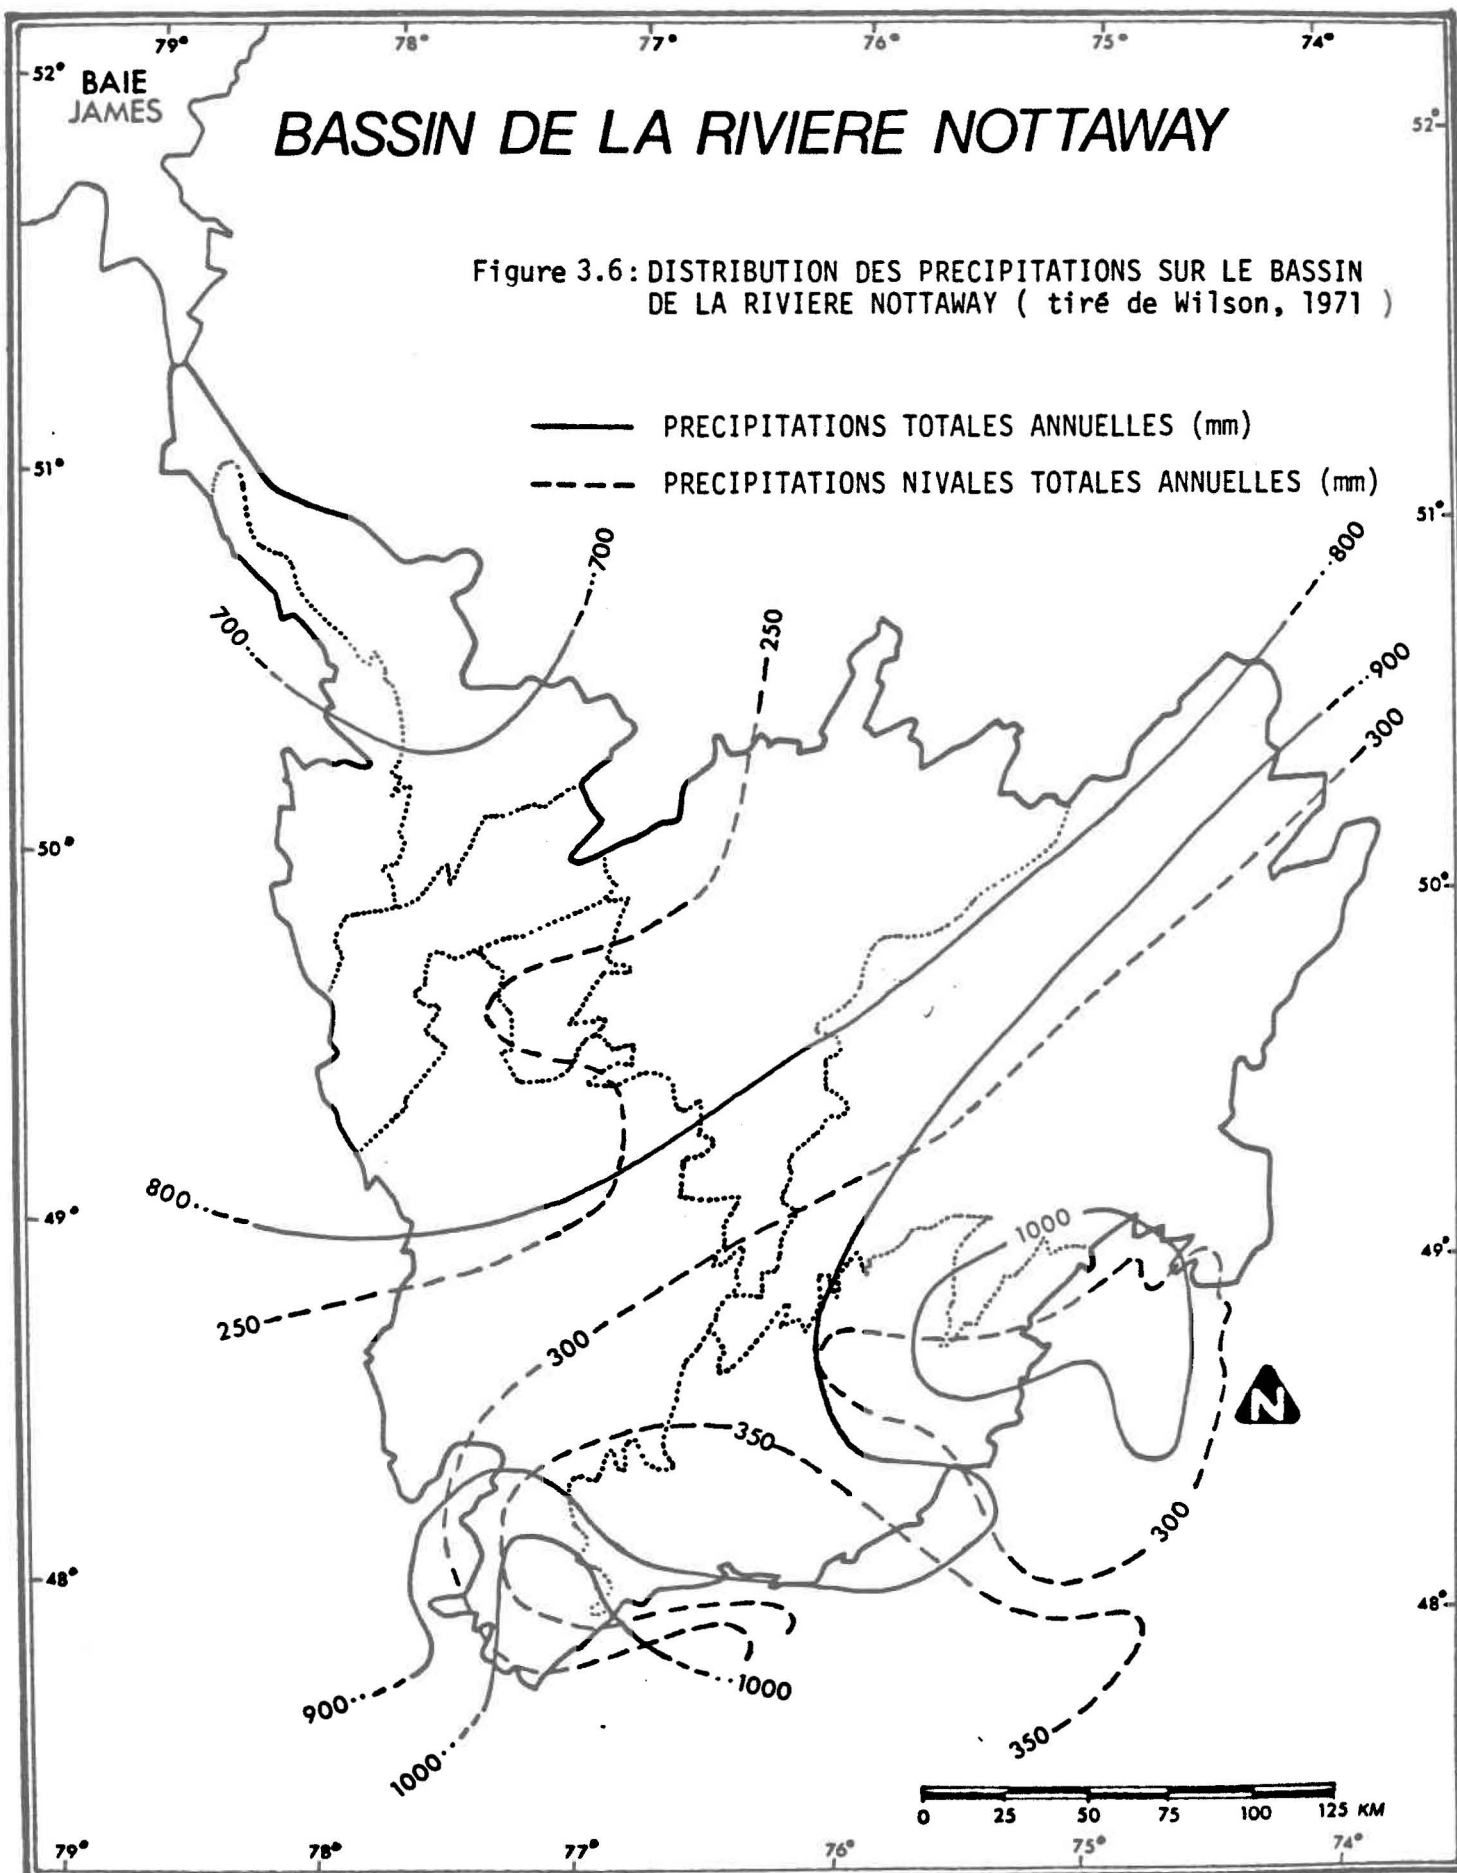 79° 78° 77° 76° 75° 74°
52°
BAIE
JAMES
52°
BASSIN DE LA RIVIERE NOTTAWAY
Figure 3.6: DISTRIBUTION DES PRECIPITATIONS SUR LE BASSIN
DE LA RIVIERE NOTTAWAY ( tiré de Wilson, 1971 )
PRECIPITATIONS TOTALES ANNUELLES (mm)
51°
PRECIPITATIONS NIVALES TOTALES ANNUELLES (mm)
51°
700
800
700
250
900
300
50°
50°
800
49°
1000
49°
250
300
N
350
300
48°
48°
900
1000
350
1000
0 25 50 75 100 125 KM
79° 78° 77° 76° 75° 74°